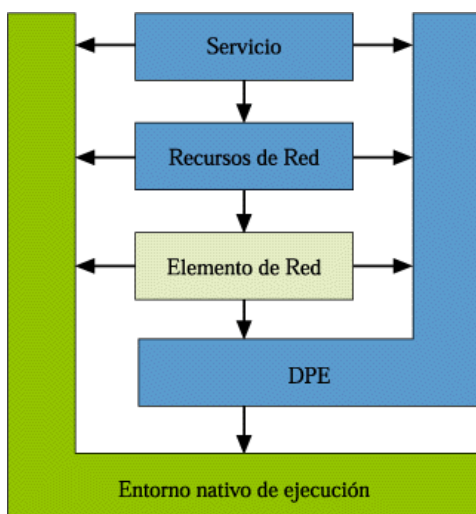 Servicio
Recursos de Red
Elemento de Red
DPE
Entorno nativo de ejecución